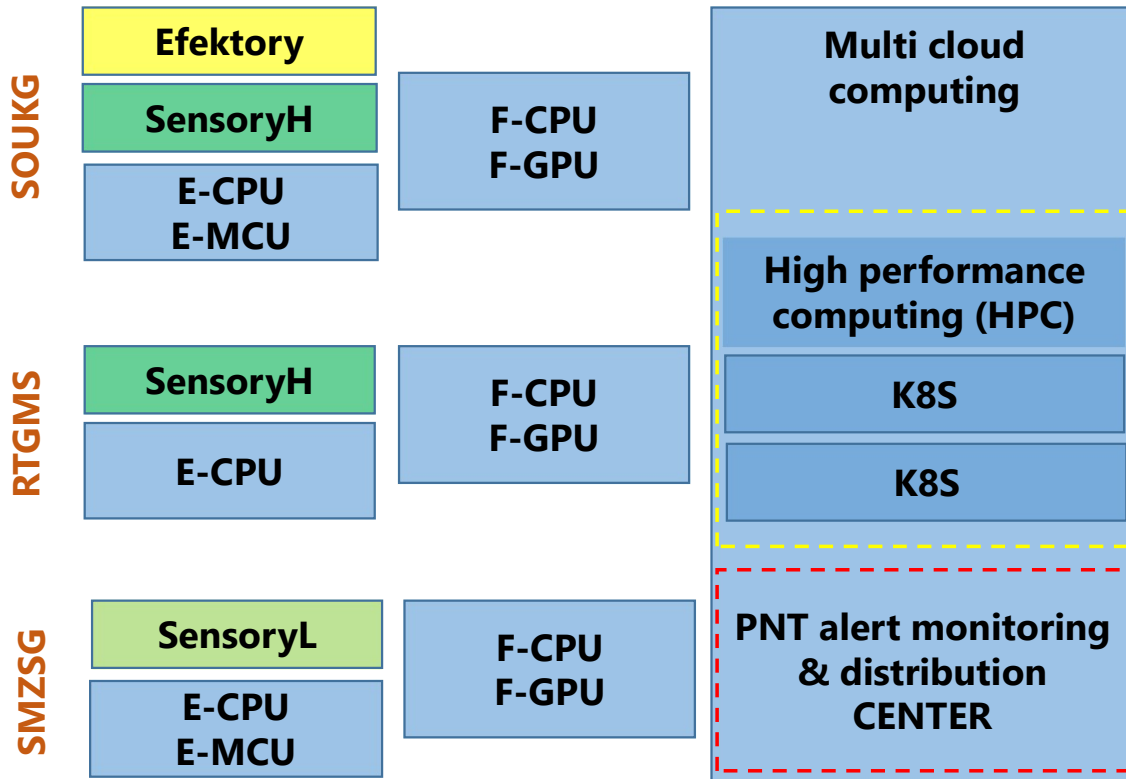 SOUKG
Efektory
SensoryH
E-CPU
E-MCU
F-CPU
F-GPU
RTGMS
SensoryH
E-CPU
F-CPU
F-GPU
SMZSG
SensoryL
E-CPU
E-MCU
F-CPU
F-GPU
Multi cloud
computing
High performance
computing (HPC)
K8S
K8S
PNT alert monitoring
& distribution
CENTER